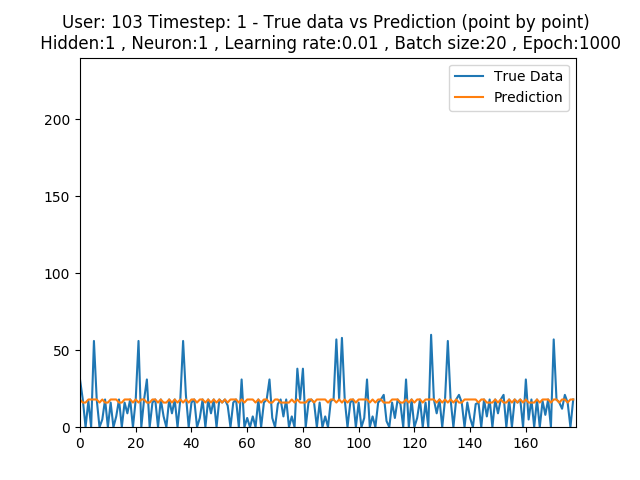 User: 103 Timestep: 1 - True data vs Prediction (point by point)
Hidden:1 , Neuron:1 , Learning rate:0.01 , Batch size:20 , Epoch:1000
True Data
Prediction
200
150
100
50
0
0 20 40 60 80 100 120 140 160